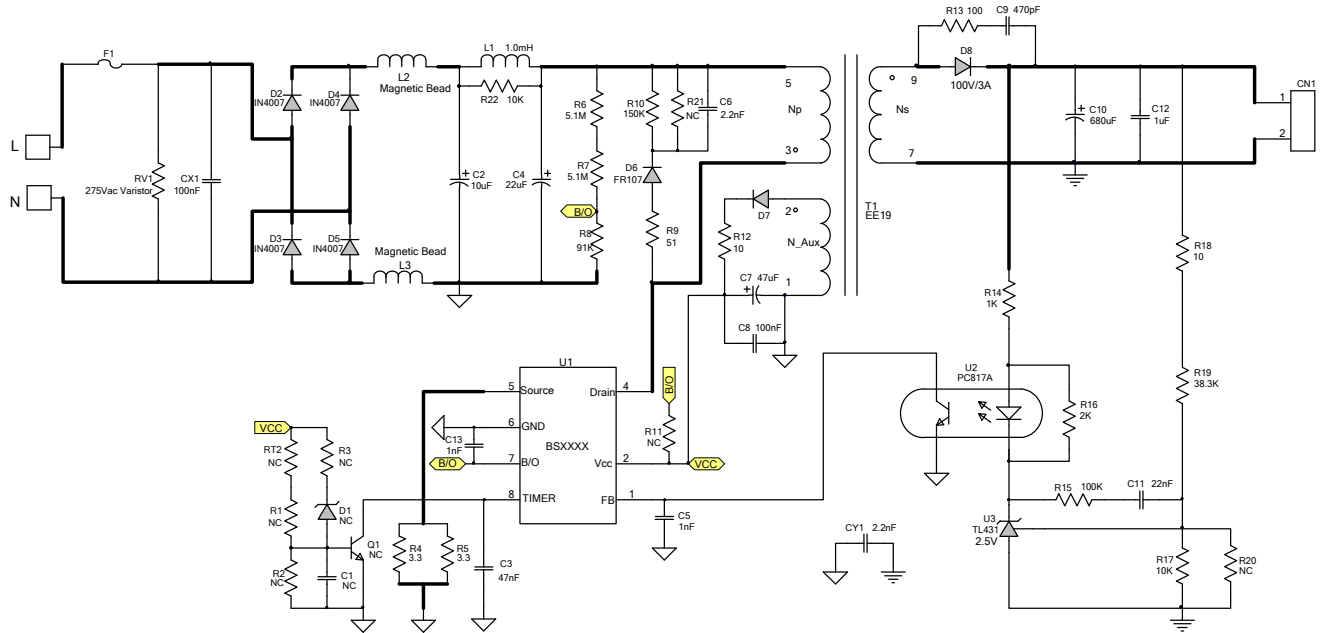 R13 100
C9 470pF
F1
L1 1.0mH
D8
100V/3A
L2
Magnetic Bead
R22 10K
D2
IN4007
D4
IN4007
R6
5.1M
R10
150K
R21
NC
C6
2.2nF
5
Np
3
9
Ns
7
C10
680uF
C12
1uF
CN1
1
2
L
N
RV1
275Vac Varistor
CX1
100nF
C2
10uF
C4
22uF
R7
5.1M
D6
FR107
B/O
R8
91K
R9
51
D7
2
T1
EE19
R12
10
N_Aux
C7 47uF
1
C8 100nF
D3
IN4007
D5
IN4007
Magnetic Bead
L3
R18
10
R14
1K
U1
5
Source
Drain
4
6
GND
BSXXXX
C13
1nF
B/O
7
B/O
Vcc
2
VCC
8
TIMER
FB
1
B/O
R11
NC
U2
PC817A
R16
2K
R19
38.3K
VCC
RT2
NC
R3
NC
R1
NC
D1
NC
R2
NC
C1
NC
Q1
NC
R4
3.3
R5
3.3
C3
47nF
C5
1nF
CY1 2.2nF
R15 100K
C11 22nF
U3
TL431
2.5V
R17
10K
R20
NC